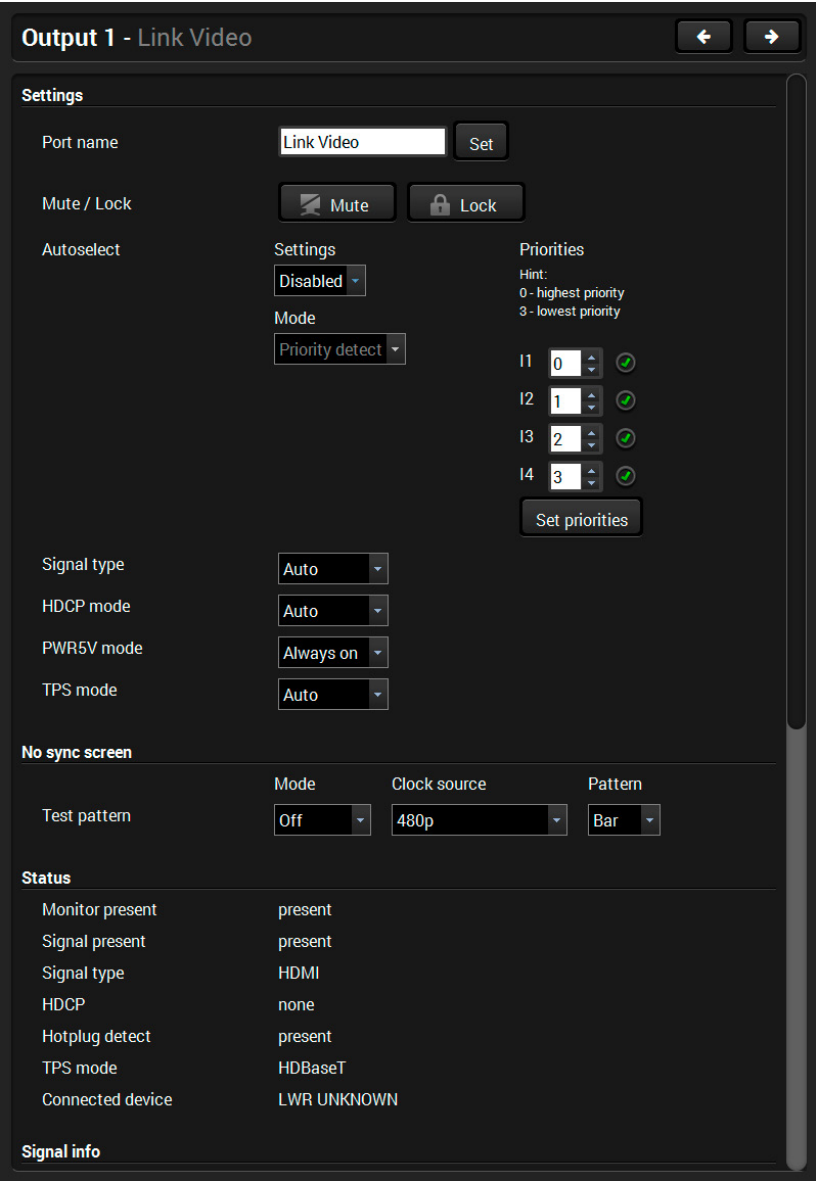 Output 1 - Link Video
Settings
Port name Link Video Set
Mute / Lock Mute Lock
Autoselect Settings Priorities
Disabled Hint:
0 - highest priority
3 - lowest priority
Mode
Priority detect
I1 0
I2 1
I3 2
I4 3
Set priorities
Signal type Auto
HDCP mode Auto
PWR5V mode Always on
TPS mode Auto
No sync screen
Mode Clock source Pattern
Test pattern Off 480p Bar
Status
Monitor present present
Signal present present
Signal type HDMI
HDCP none
Hotplug detect present
TPS mode HDBaseT
Connected device LWR UNKNOWN
Signal info